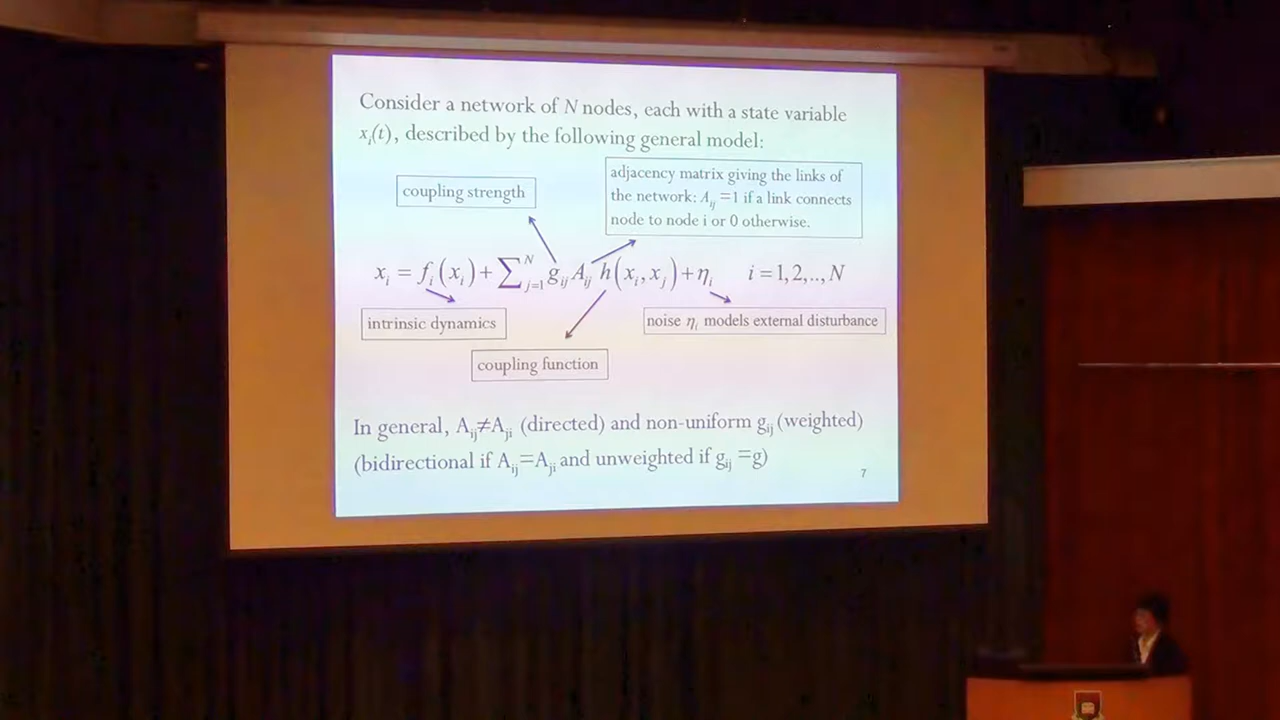 Consider a network of N nodes, each with a state variable
xᵢ(t), described by the following general model:
coupling strength
adjacency matrix giving the links of
the network: Aᵢⱼ =1 if a link connects
node to node i or 0 otherwise.
xᵢ = fᵢ(xᵢ) + ∑ⱼ₌₁ᴺ gᵢⱼ Aᵢⱼ h(xᵢ, xⱼ) + ηᵢ    i = 1, 2, .., N
intrinsic dynamics
noise ηᵢ models external disturbance
coupling function
In general, Aᵢⱼ≠Aⱼᵢ (directed) and non-uniform gᵢⱼ (weighted)
(bidirectional if Aᵢⱼ=Aⱼᵢ and unweighted if gᵢⱼ =g)
7